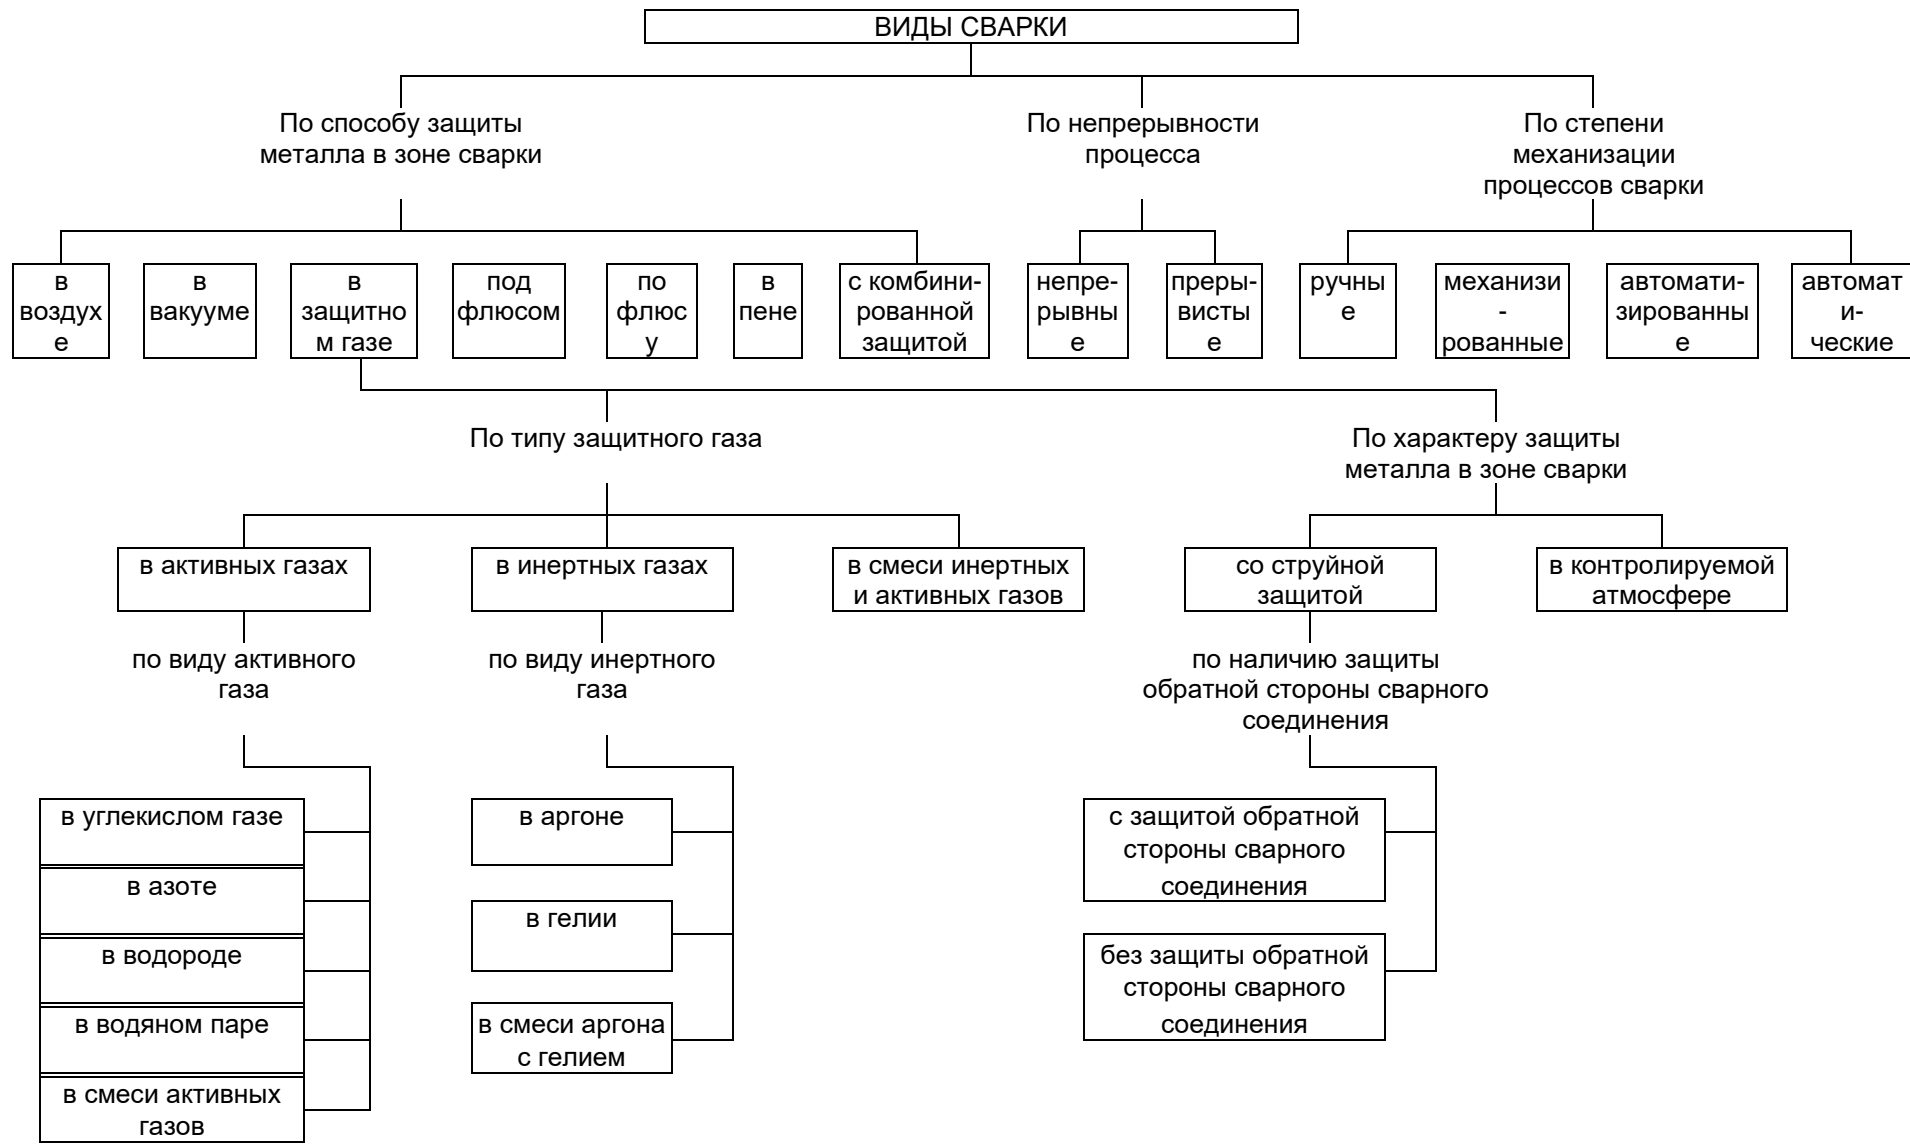 ВИДЫ СВАРКИ
По способу защиты
металла в зоне сварки
По непрерывности
процесса
По степени
механизации
процессов сварки
в
воздух
е
в
вакууме
в
защитно
м газе
под
флюсом
по
флюс
у
в
пене
с комбини-
рованной
защитой
непре-
рывны
е
преры-
висты
е
ручны
е
механизи
-
рованные
автомати-
зированны
е
автомат
и-
ческие
По типу защитного газа
По характеру защиты
металла в зоне сварки
в активных газах
в инертных газах
в смеси инертных
и активных газов
со струйной
защитой
в контролируемой
атмосфере
по виду активного
газа
по виду инертного
газа
по наличию защиты
обратной стороны сварного
соединения
в углекислом газе
в азоте
в водороде
в водяном паре
в смеси активных
газов
в аргоне
в гелии
в смеси аргона
с гелием
с защитой обратной
стороны сварного
соединения
без защиты обратной
стороны сварного
соединения